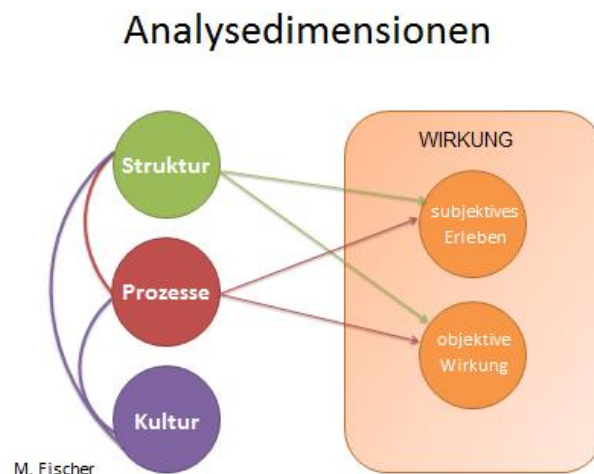 Analysedimensionen
WIRKUNG
Struktur
subjektives
Erleben
Prozesse
objektive
Wirkung
Kultur
M. Fischer